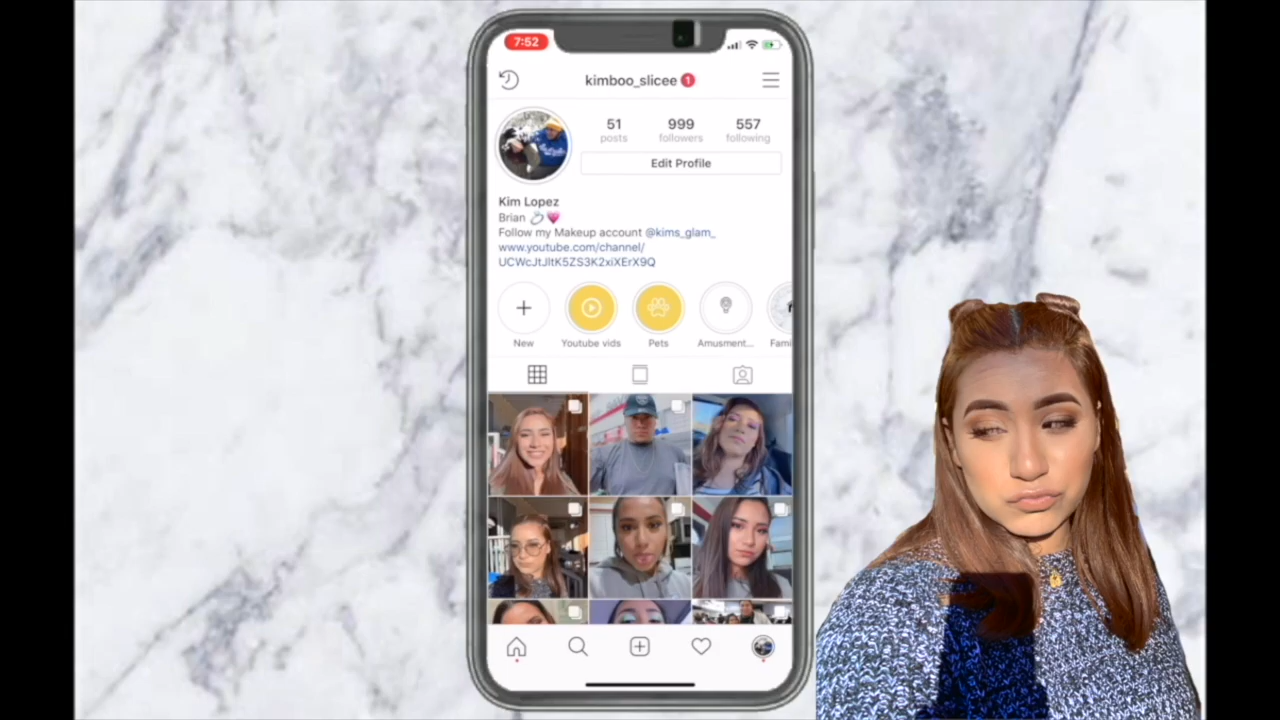 7:52
kimboo_slicee 1
51 999 557
posts followers following
Edit Profile
Kim Lopez
Brian
Follow my Makeup account @kims_glam_
www.youtube.com/channel/
UCWcJtJltK5ZS3K2xiXErX9Q
New Youtube vids Pets Amusment... Fami